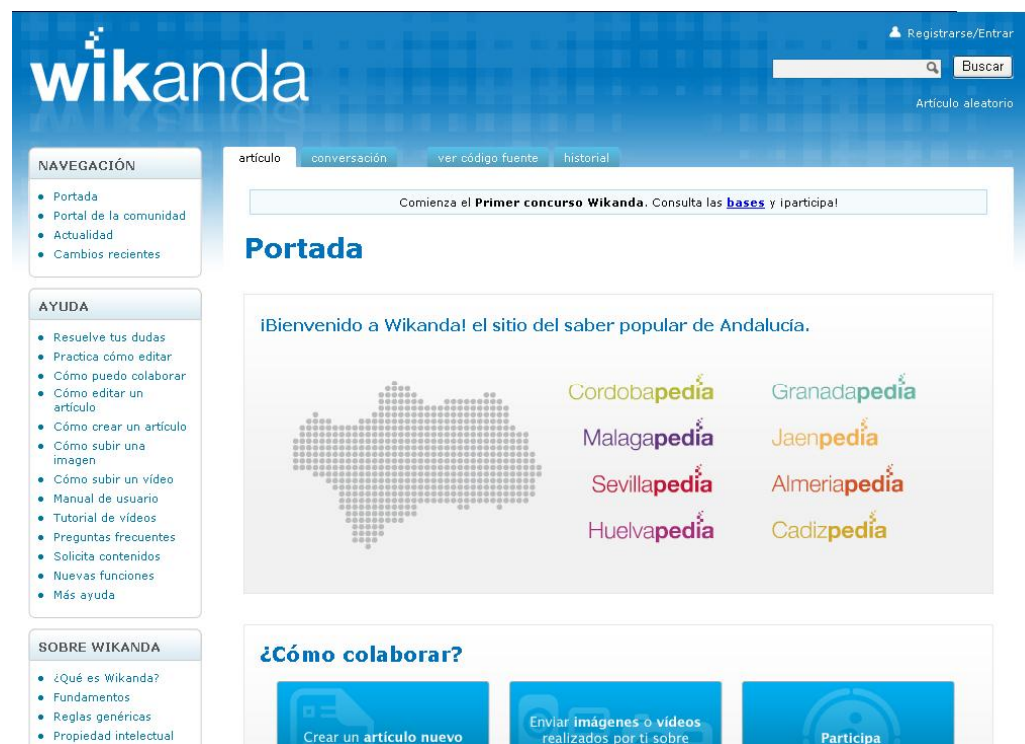 wikanda
Registrarse/Entrar
Buscar
Artículo aleatorio
NAVEGACIÓN
Portada
Portal de la comunidad
Actualidad
Cambios recientes
AYUDA
Resuelve tus dudas
Practica cómo editar
Cómo puedo colaborar
Cómo editar un
artículo
Cómo crear un artículo
Cómo subir una
imagen
Cómo subir un vídeo
Manual de usuario
Tutorial de vídeos
Preguntas frecuentes
Solicita contenidos
Nuevas funciones
Más ayuda
SOBRE WIKANDA
¿Qué es Wikanda?
Fundamentos
Reglas genéricas
Propiedad intelectual
artículo conversación ver código fuente historial
Comienza el Primer concurso Wikanda. Consulta las bases y ¡participa!
Portada
¡Bienvenido a Wikanda! el sitio del saber popular de Andalucía.
Cordobapedia Granadapedia
Malagapedia Jaenpedia
Sevillapedia Almeriapedia
Huelvapedia Cadizpedia
¿Cómo colaborar?
Crear un artículo nuevo
Enviar imágenes o vídeos
realizados por ti sobre
Participa